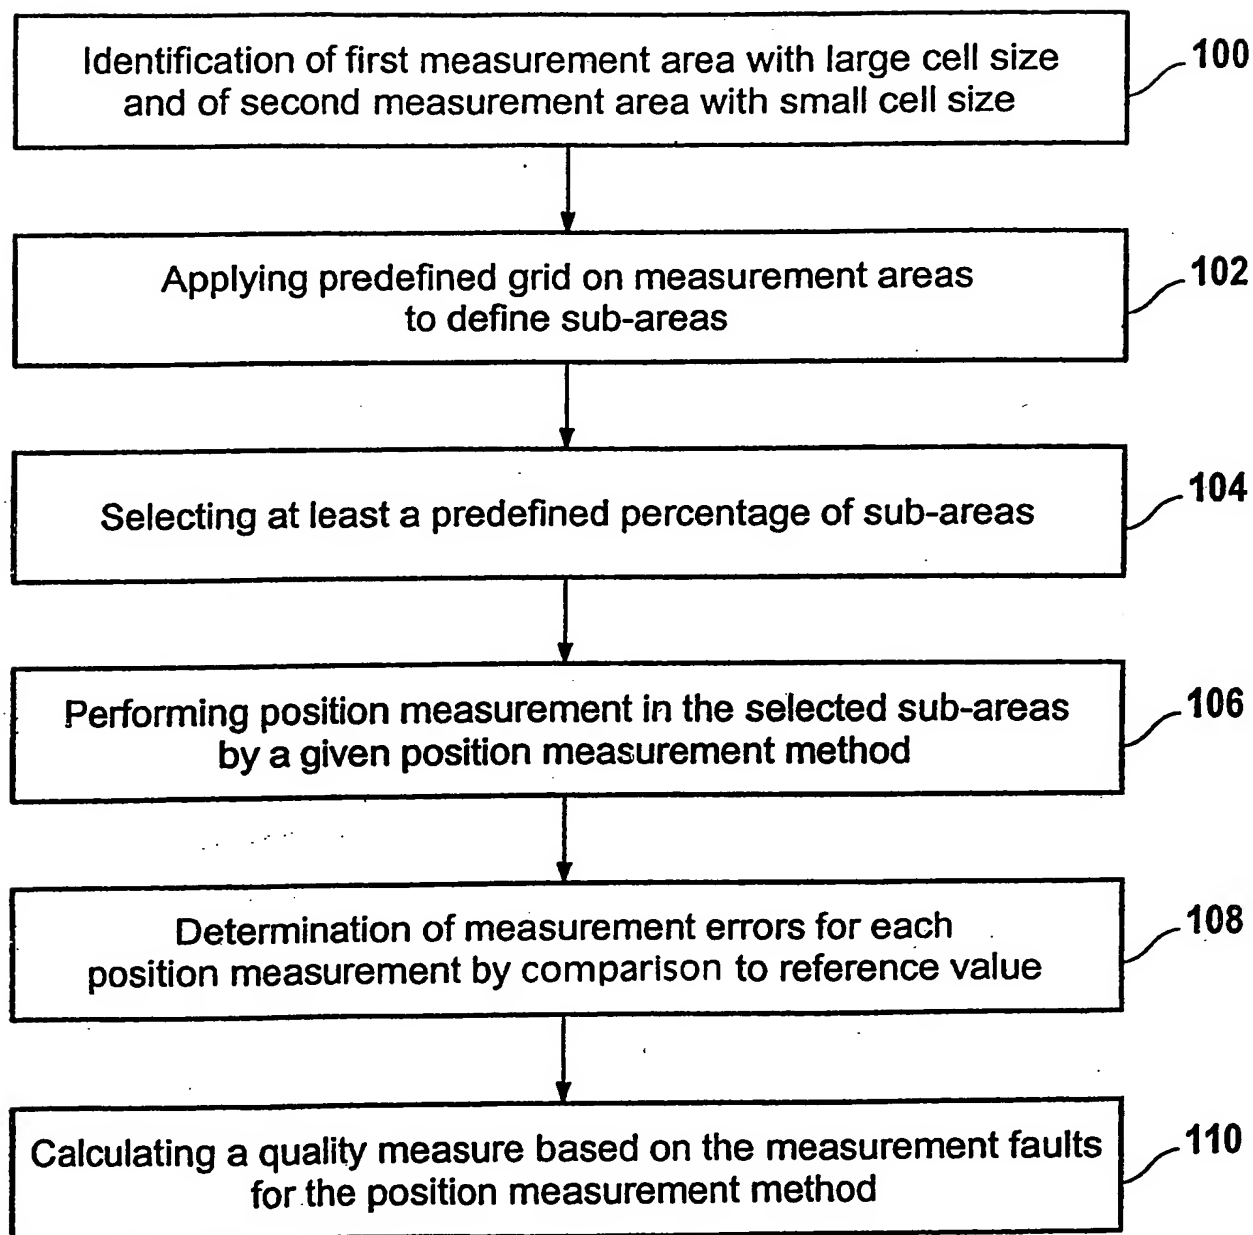 Identification of first measurement area with large cell size
and of second measurement area with small cell size
100
Applying predefined grid on measurement areas
to define sub-areas
102
Selecting at least a predefined percentage of sub-areas
104
Performing position measurement in the selected sub-areas
by a given position measurement method
106
Determination of measurement errors for each
position measurement by comparison to reference value
108
Calculating a quality measure based on the measurement faults
for the position measurement method
110